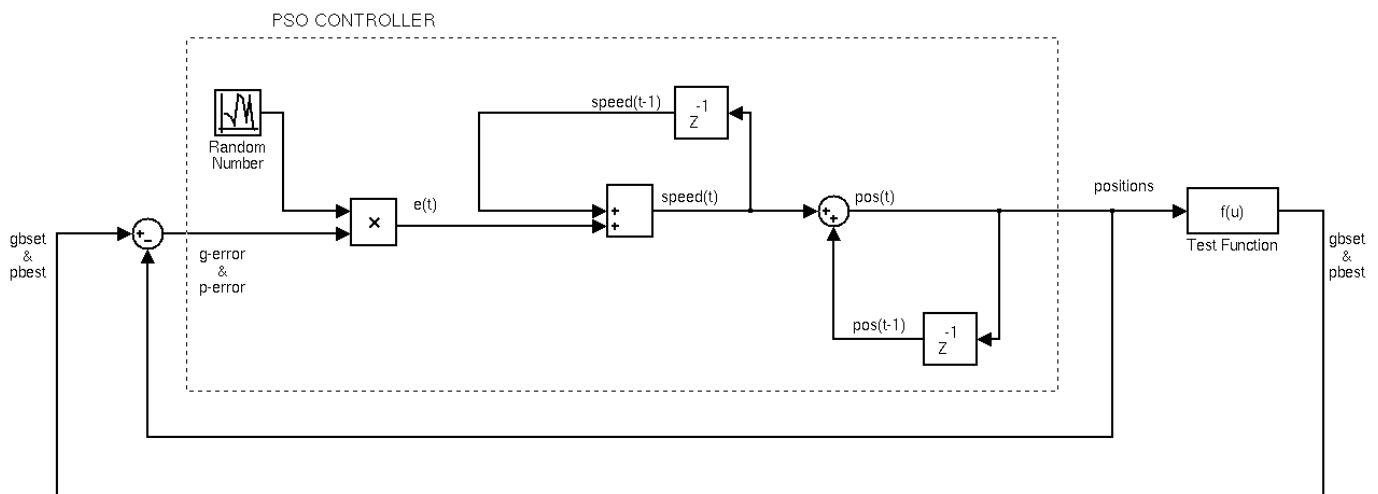 PSO CONTROLLER
speed(t-1)
-1
Z
Random
Number
e(t)
×
+
+
speed(t)
+
+
pos(t)
positions
f(u)
Test Function
gbset
&
pbest
+
-
g-error
&
p-error
gbset
&
pbest
pos(t-1)
-1
Z